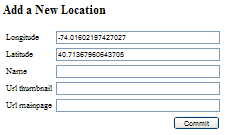 Add a New Location
Longitude -74.01602197427027
Latitude 40.71367960643705
Name
Url thumbnail
Url mainpage
Commit